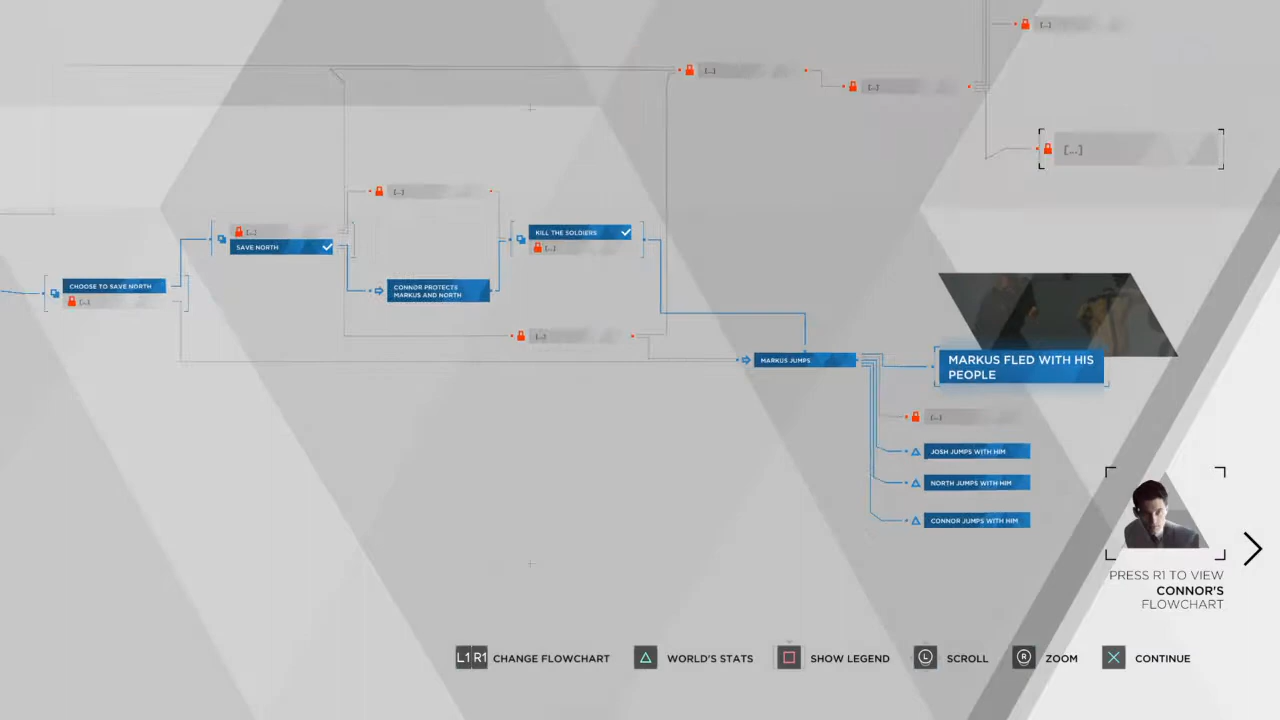 [...]
[...]
[...]
[...]
[...]
[...]
SAVE NORTH
KILL THE SOLDIERS
[...]
CHOOSE TO SAVE NORTH
[...]
CONNOR PROTECTS
MARKUS AND NORTH
[...]
MARKUS JUMPS
MARKUS FLED WITH HIS
PEOPLE
[...]
JOSH JUMPS WITH HIM
NORTH JUMPS WITH HIM
CONNOR JUMPS WITH HIM
PRESS R1 TO VIEW
CONNOR'S
FLOWCHART
L1 R1 CHANGE FLOWCHART
WORLD'S STATS
SHOW LEGEND
L SCROLL
R ZOOM
CONTINUE